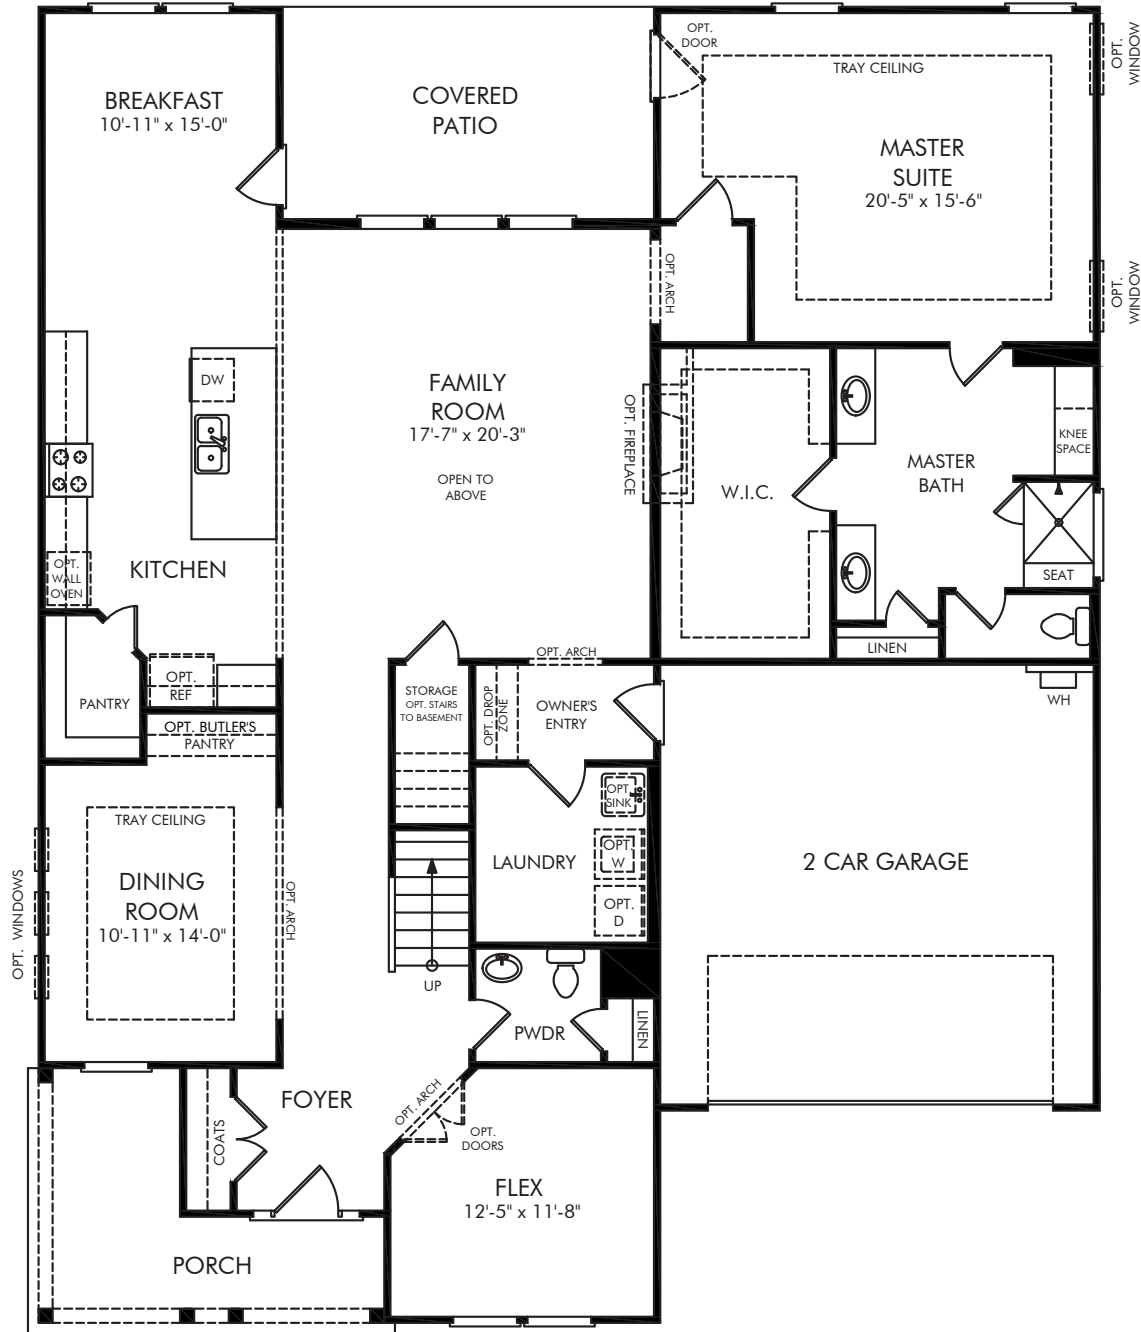 OPT.
DOOR
OPT.
WINDOW
TRAY CEILING
BREAKFAST
10'-11" x 15'-0"
COVERED
PATIO
MASTER
SUITE
20'-5" x 15'-6"
OPT. ARCH
OPT.
WINDOW
DW
FAMILY
ROOM
17'-7" x 20'-3"
OPEN TO
ABOVE
OPT. FIREPLACE
W.I.C.
MASTER
BATH
KNEE
SPACE
KITCHEN
OPT.
WALL
OVEN
SEAT
LINEN
OPT. ARCH
PANTRY
OPT.
REF
STORAGE
OPT. STAIRS
TO BASEMENT
OPT. DROP
ZONE
OWNER'S
ENTRY
WH
OPT. BUTLER'S
PANTRY
OPT.
SINK
TRAY CEILING
LAUNDRY
OPT.
W
2 CAR GARAGE
DINING
ROOM
10'-11" x 14'-0"
OPT. WINDOWS
OPT. ARCH
OPT.
D
UP
PWDR
LINEN
FOYER
COATS
OPT. ARCH
OPT.
DOORS
FLEX
12'-5" x 11'-8"
PORCH